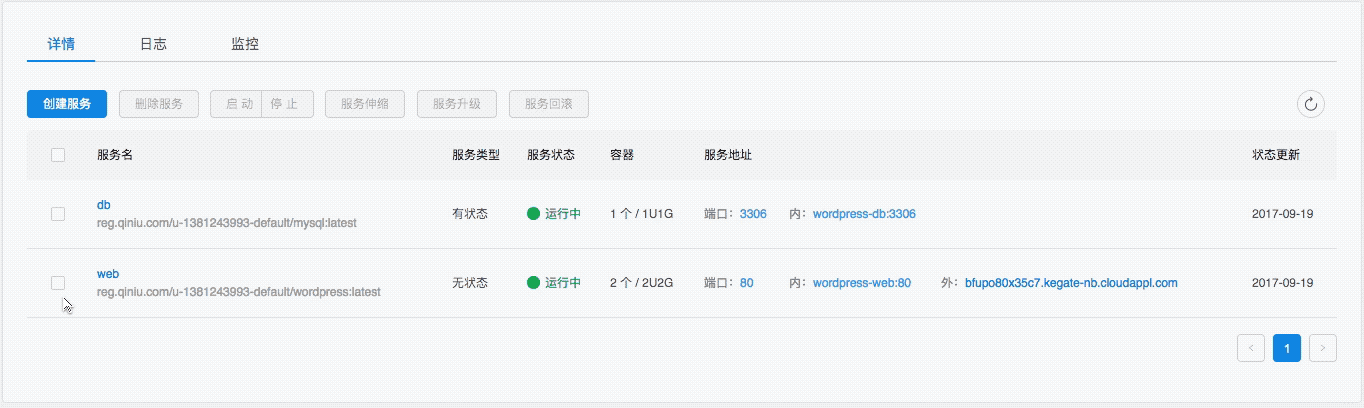 详情 日志 监控
创建服务 删除服务 启 动 停 止 服务伸缩 服务升级 服务回滚
服务名 服务类型 服务状态 容器 服务地址 状态更新
db
reg.qiniu.com/u-1381243993-default/mysql:latest
有状态 运行中 1 个 / 1U1G 端口: 3306 内: wordpress-db:3306 2017-09-19
web
reg.qiniu.com/u-1381243993-default/wordpress:latest
无状态 运行中 2 个 / 2U2G 端口: 80 内: wordpress-web:80 外: bfupo80x35c7.kegate-nb.cloudappl.com 2017-09-19
< 1 >